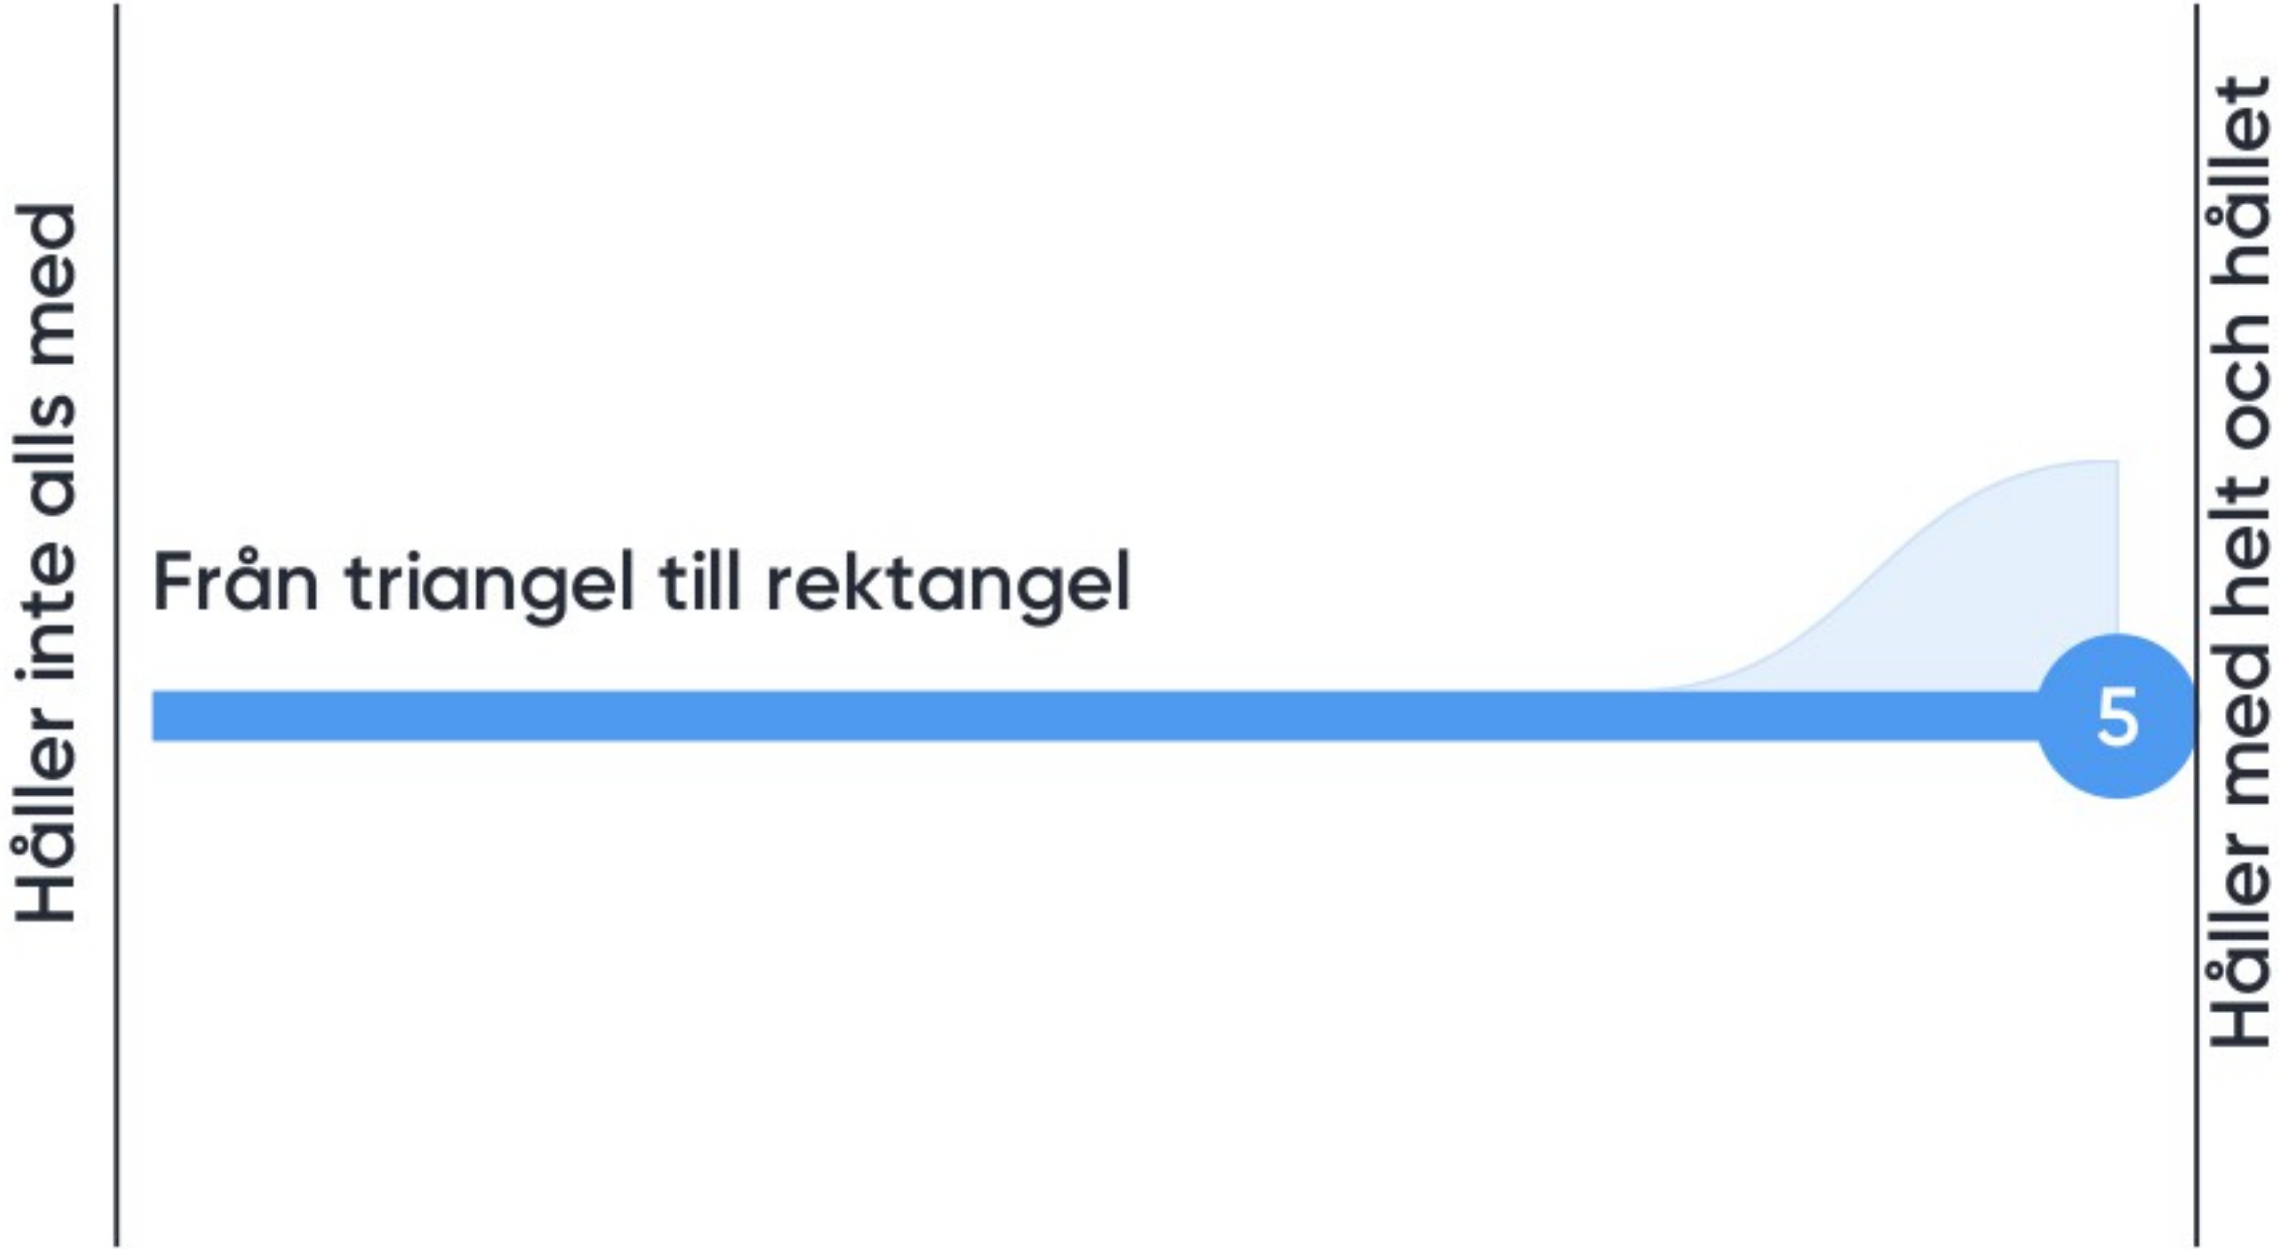 Håller inte alls med
Från triangel till rektangel
5
Håller med helt och hållet